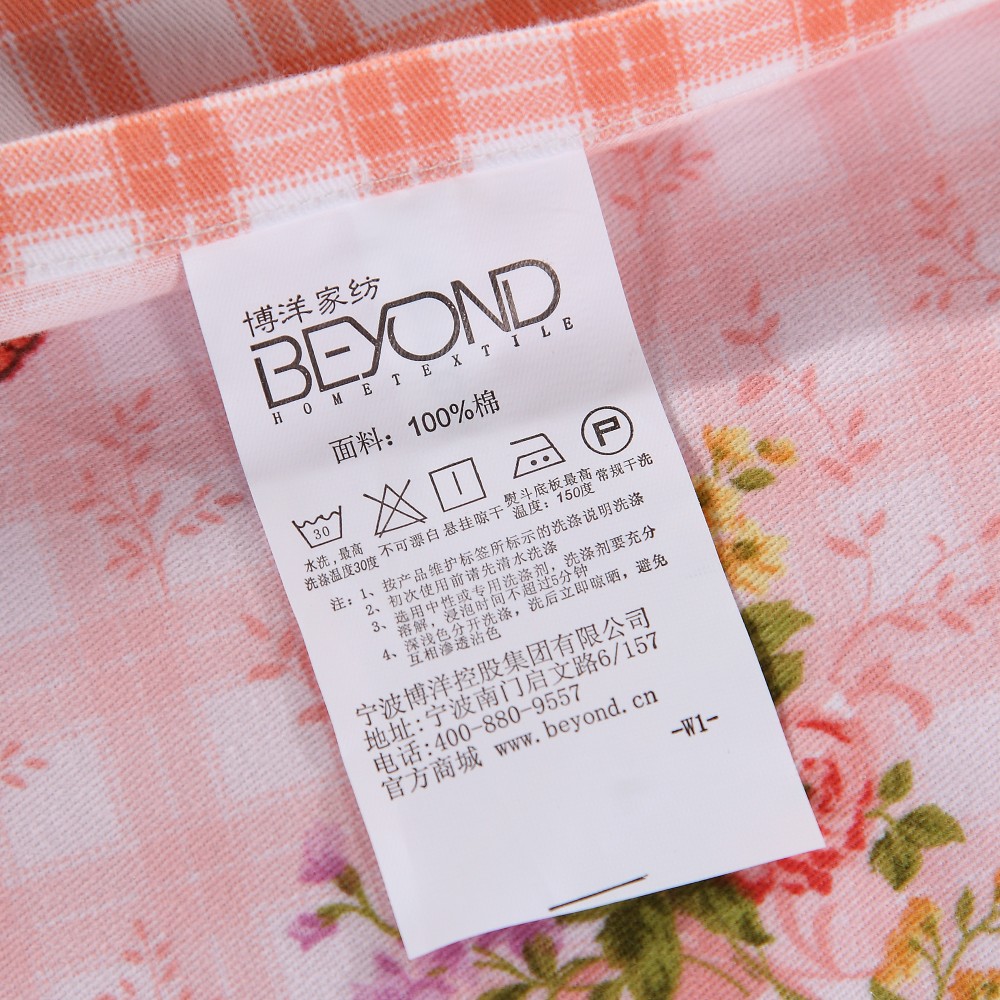 博洋家纺
BEYOND
HOMETEXTILE
面料：100%棉
30
P
水洗，最高
洗涤温度30度
不可漂白
悬挂晾干
熨斗底板最高
温度：150度
常规干洗
注：1、按产品维护标签所标示的洗涤说明洗涤
2、初次使用前请先清水洗涤
3、选用中性或专用洗涤剂，洗涤剂要充分
溶解，浸泡时间不超过5分钟
4、深浅色分开洗涤，洗后立即晾晒，避免
互相渗透沾色
宁波博洋控股集团有限公司
地址:宁波南门启文路6/157
电话:400-880-9557
官方商城 www.beyond.cn
-W1-